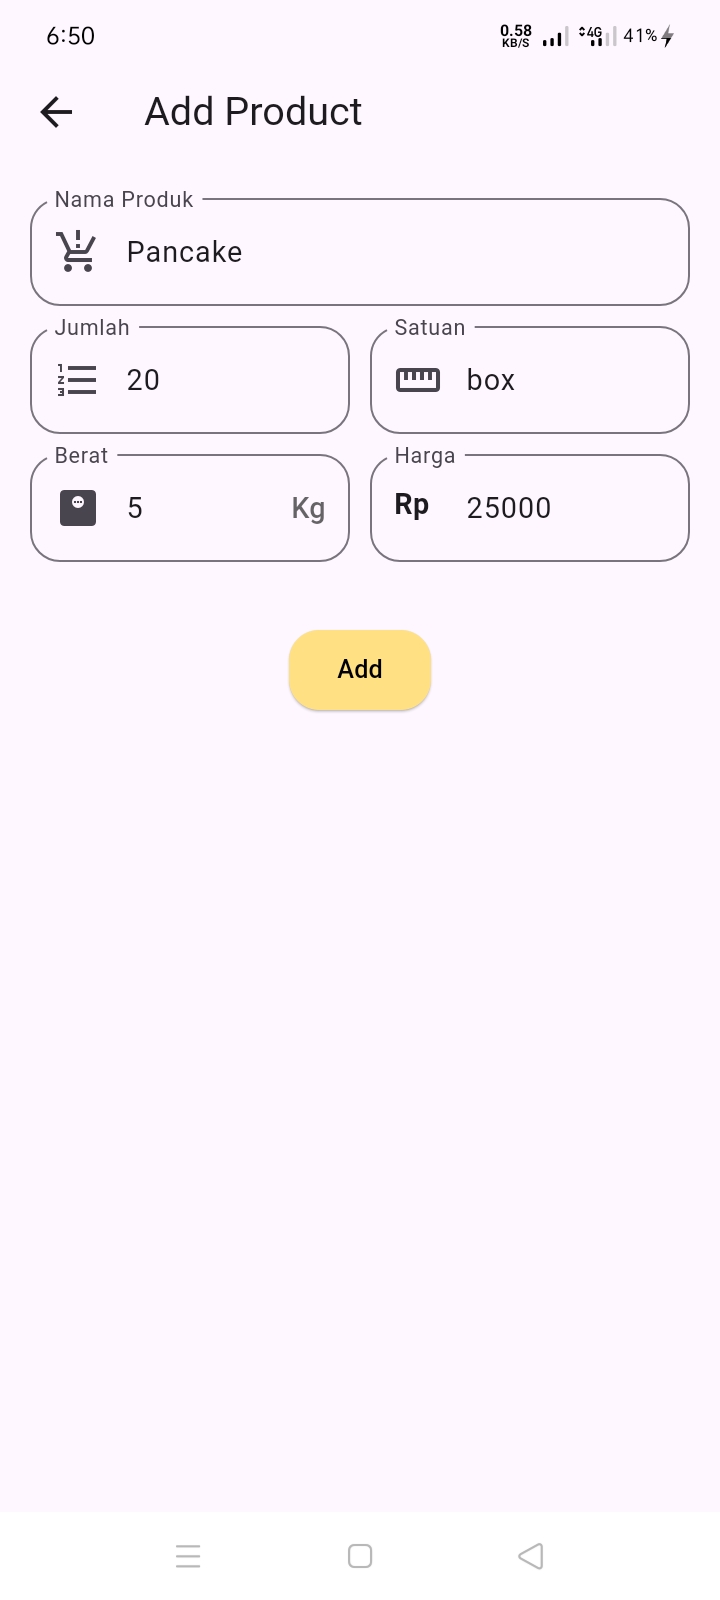 6:50 0.58 KB/S 4G 41%
Add Product
Nama Produk
Pancake
Jumlah Satuan
20 box
Berat Harga
5 Kg Rp 25000
Add